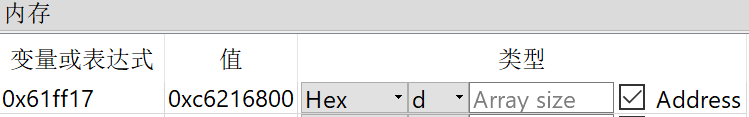 内存
变量或表达式 值 类型
0x61ff17 0xc6216800 Hex d Array size Address